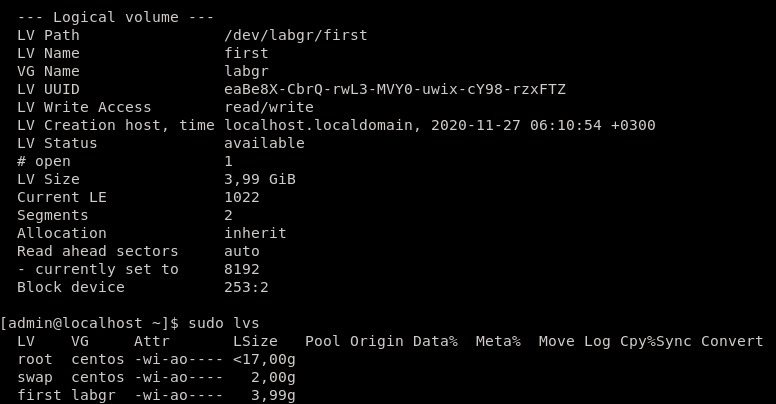 --- Logical volume ---
LV Path                /dev/labgr/first
LV Name                first
VG Name                labgr
LV UUID                eaBe8X-CbrQ-rwL3-MVY0-uwix-cY98-rzxFTZ
LV Write Access        read/write
LV Creation host, time localhost.localdomain, 2020-11-27 06:10:54 +0300
LV Status              available
# open                 1
LV Size                3,99 GiB
Current LE             1022
Segments               2
Allocation             inherit
Read ahead sectors     auto
- currently set to     8192
Block device           253:2
[admin@localhost ~]$ sudo lvs
LV    VG     Attr       LSize   Pool Origin Data%  Meta%  Move Log Cpy%Sync Convert
root  centos -wi-ao---- <17,00g
swap  centos -wi-ao----   2,00g
first labgr  -wi-ao----   3,99g